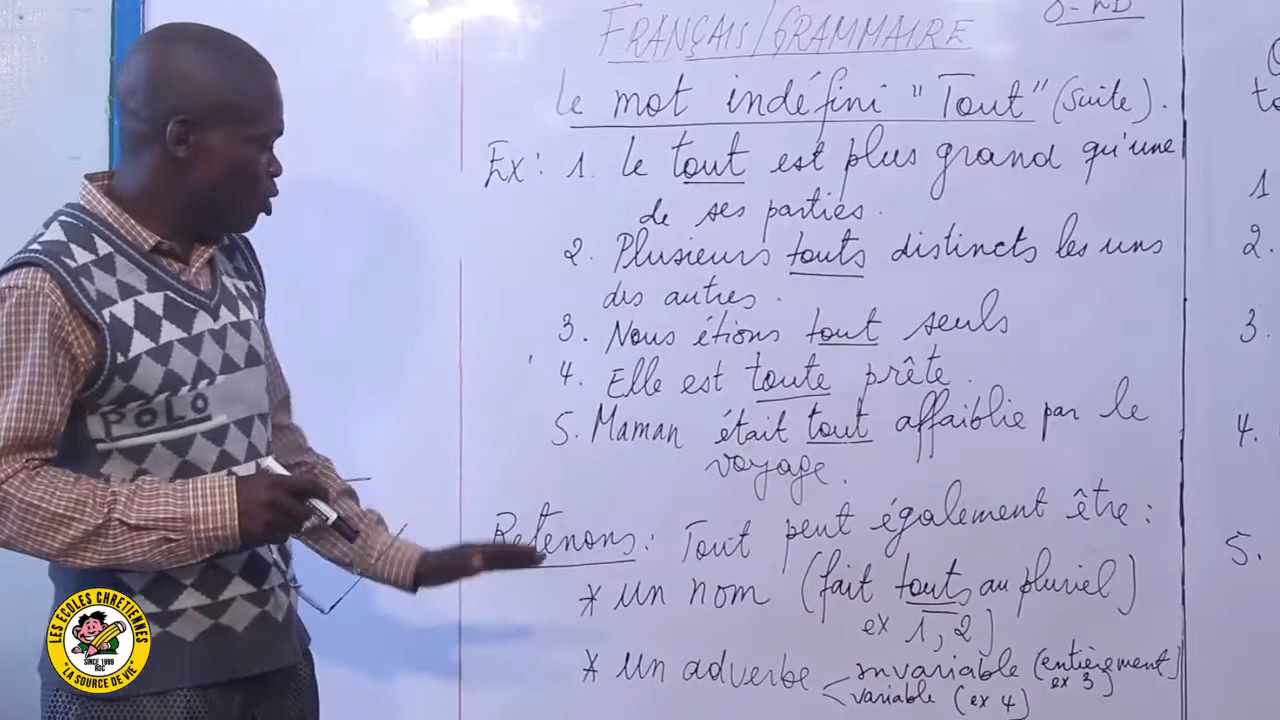 FRANÇAIS/GRAMMAIRE
Le mot indéfini "Tout" (suite).
Ex: 1. Le tout est plus grand qu'une
de ses parties.
2. Plusieurs touts distincts les uns
des autres.
3. Nous étions tout seuls
4. Elle est toute prête.
5. Maman était tout affaiblie par le
voyage.
Retenons: Tout peut également être:
* un nom (fait touts au pluriel)
ex 1, 2)
* un adverbe invariable (entièrement)
ex 3)
variable (ex 4)
1
2.
3.
4.
5.
POLO
LES ECOLES CHRETIENNES
SINCE 1999
RDC
"LA SOURCE DE VIE"